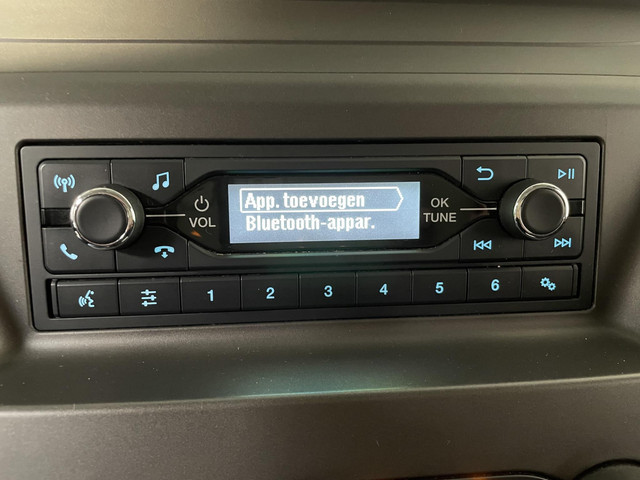 App. toevoegen
Bluetooth-appar.
VOL
OK
TUNE
1
2
3
4
5
6